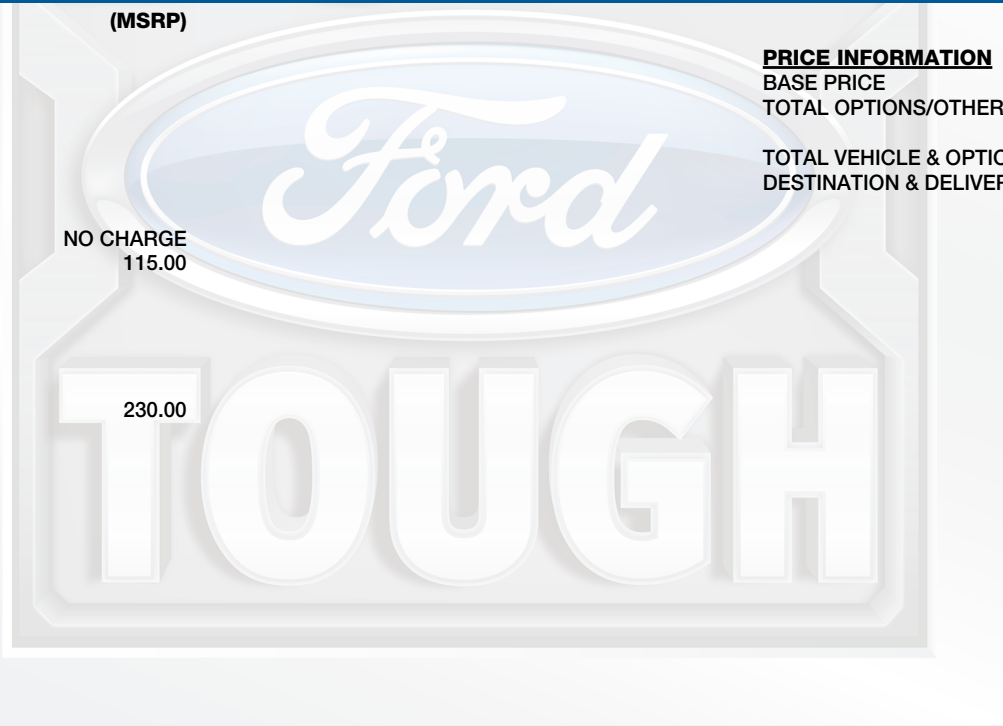 (MSRP)
NO CHARGE
115.00
230.00
PRICE INFORMATION
BASE PRICE
TOTAL OPTIONS/OTHER
TOTAL VEHICLE & OPTIO
DESTINATION & DELIVER
Ford
TOUGH